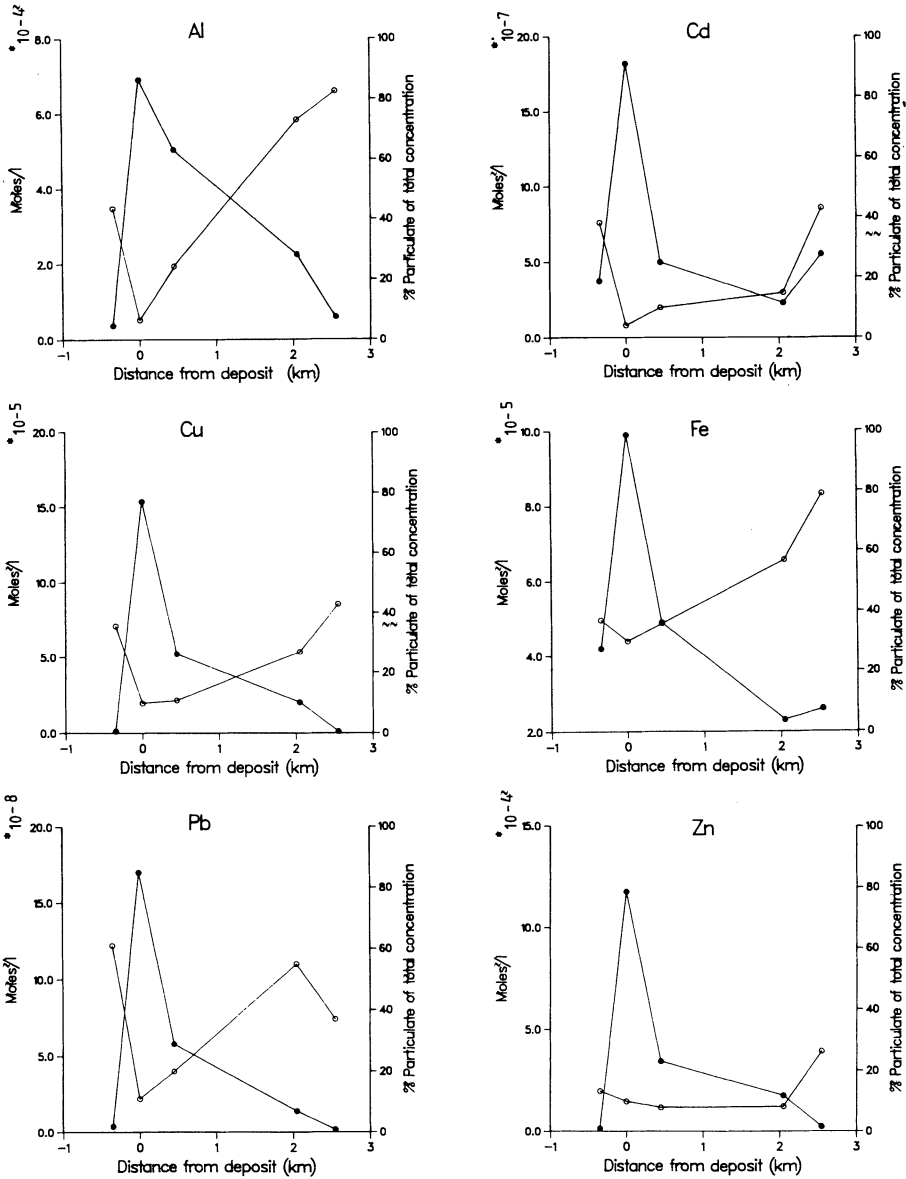 Al
* 10-4
8.0
6.0
4.0
2.0
0.0
Moles/l
100
80
60
40
20
0
% Particulate of total concentration
-1 0 1 2 3
Distance from deposit (km)
Cd
* 10-7
20.0
15.0
10.0
5.0
0.0
Moles/l
100
80
60
40
20
0
% Particulate of total concentration
-1 0 1 2 3
Distance from deposit (km)
Cu
* 10-5
20.0
15.0
10.0
5.0
0.0
Moles/l
100
80
60
40
20
0
% Particulate of total concentration
-1 0 1 2 3
Distance from deposit (km)
Fe
* 10-5
10.0
8.0
6.0
4.0
2.0
Moles/l
100
80
60
40
20
0
% Particulate of total concentration
-1 0 1 2 3
Distance from deposit (km)
Pb
* 10-8
20.0
15.0
10.0
5.0
0.0
Moles/l
100
80
60
40
20
0
% Particulate of total concentration
-1 0 1 2 3
Distance from deposit (km)
Zn
* 10-4
15.0
10.0
5.0
0.0
Moles/l
100
80
60
40
20
0
% Particulate of total concentration
-1 0 1 2 3
Distance from deposit (km)